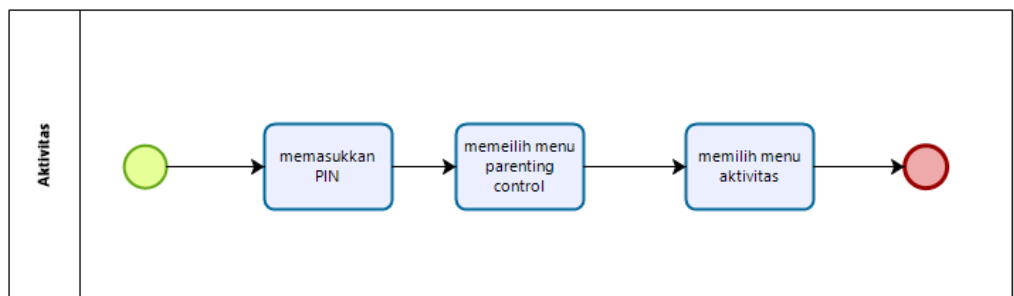 Aktivitas
memasukkan
PIN
memeilih menu
parenting
control
memilih menu
aktivitas